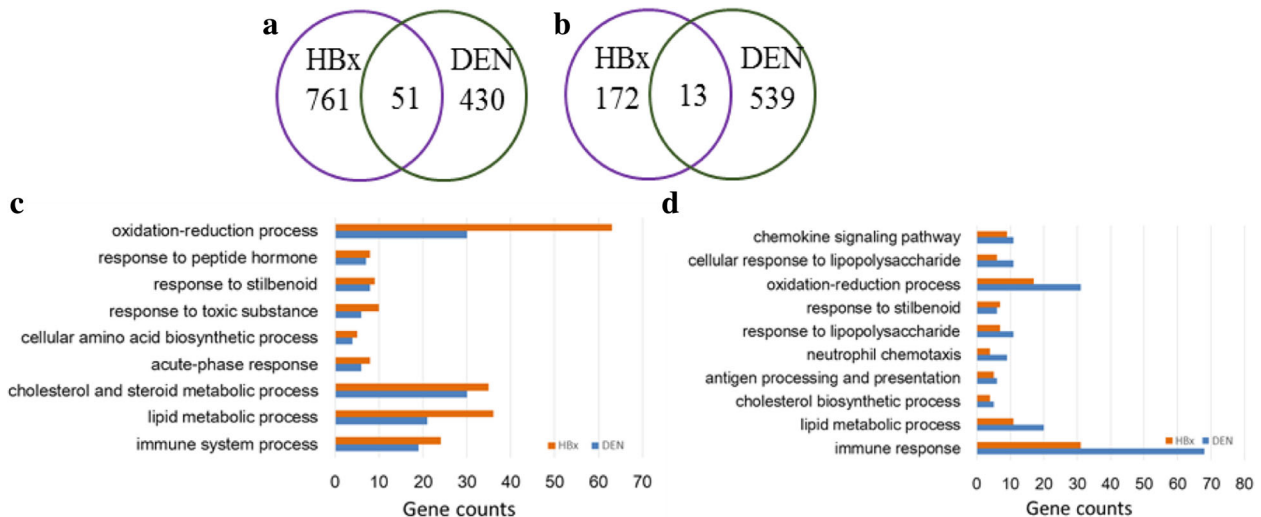 a
HBx
761
51
DEN
430
b
HBx
172
13
DEN
539
c
oxidation-reduction process
response to peptide hormone
response to stilbenoid
response to toxic substance
cellular amino acid biosynthetic process
acute-phase response
cholesterol and steroid metabolic process
lipid metabolic process
immune system process
HBx DEN
0 10 20 30 40 50 60 70
Gene counts
d
chemokine signaling pathway
cellular response to lipopolysaccharide
oxidation-reduction process
response to stilbenoid
response to lipopolysaccharide
neutrophil chemotaxis
antigen processing and presentation
cholesterol biosynthetic process
lipid metabolic process
immune response
HBx DEN
0 10 20 30 40 50 60 70 80
Gene counts